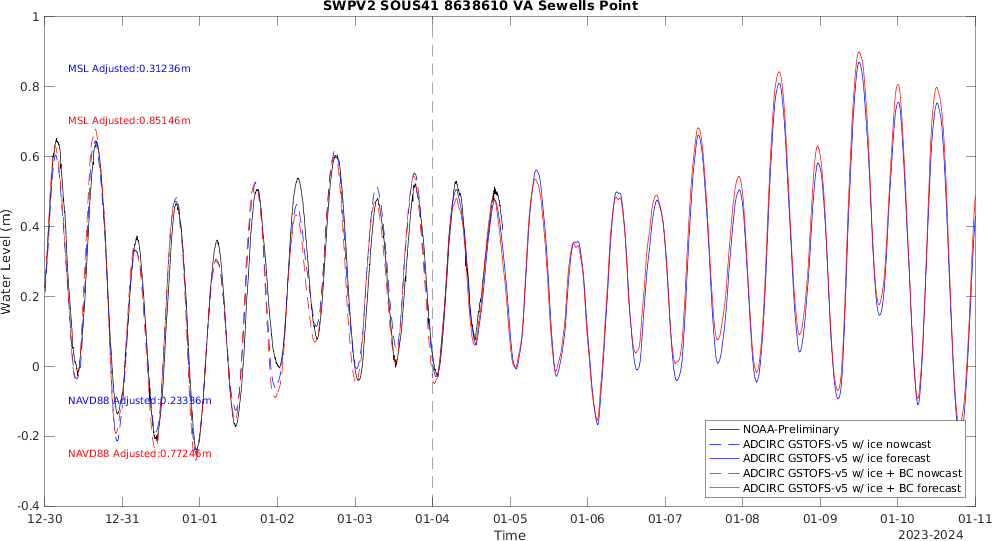 SWPV2 SOUS41 8638610 VA Sewells Point
1
0.8
0.6
0.4
0.2
0
-0.2
-0.4
Water Level (m)
MSL Adjusted:0.31236m
MSL Adjusted:0.85146m
NAVD88 Adjusted:0.23336m
NAVD88 Adjusted:0.77246m
NOAA-Preliminary
ADCIRC GSTOFS-v5 w/ ice nowcast
ADCIRC GSTOFS-v5 w/ ice forecast
ADCIRC GSTOFS-v5 w/ ice + BC nowcast
ADCIRC GSTOFS-v5 w/ ice + BC forecast
12-30 12-31 01-01 01-02 01-03 01-04 01-05 01-06 01-07 01-08 01-09 01-10 01-11
Time
2023-2024